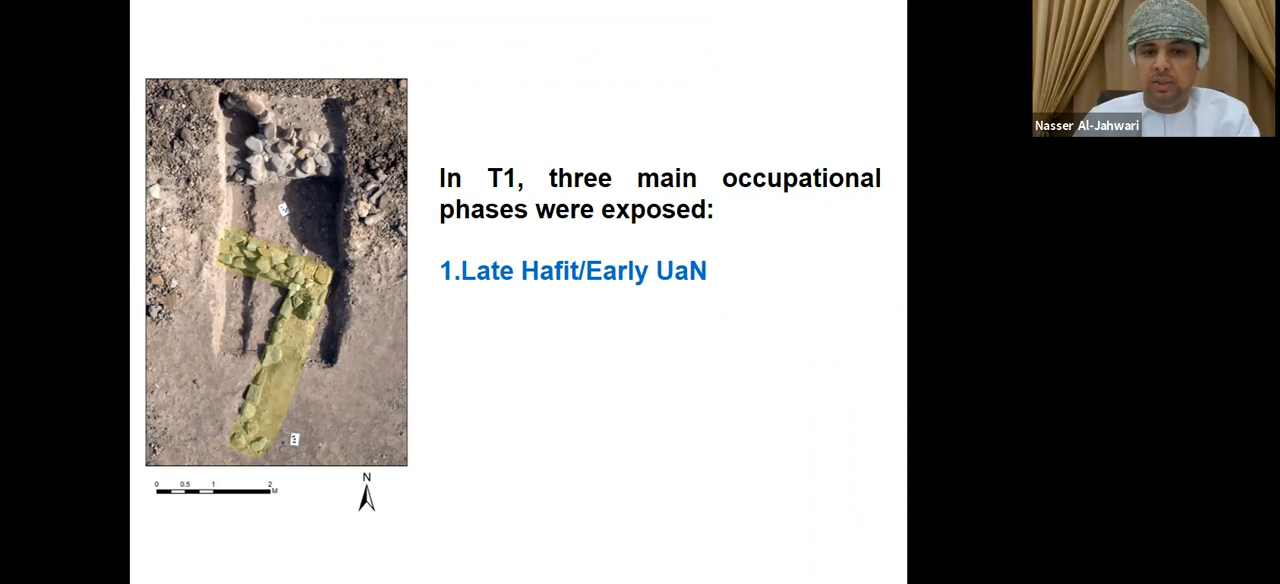 In T1, three main occupational
phases were exposed:
1.Late Hafit/Early UaN
Nasser Al-Jahwari
0 0.5 1 2
M
N